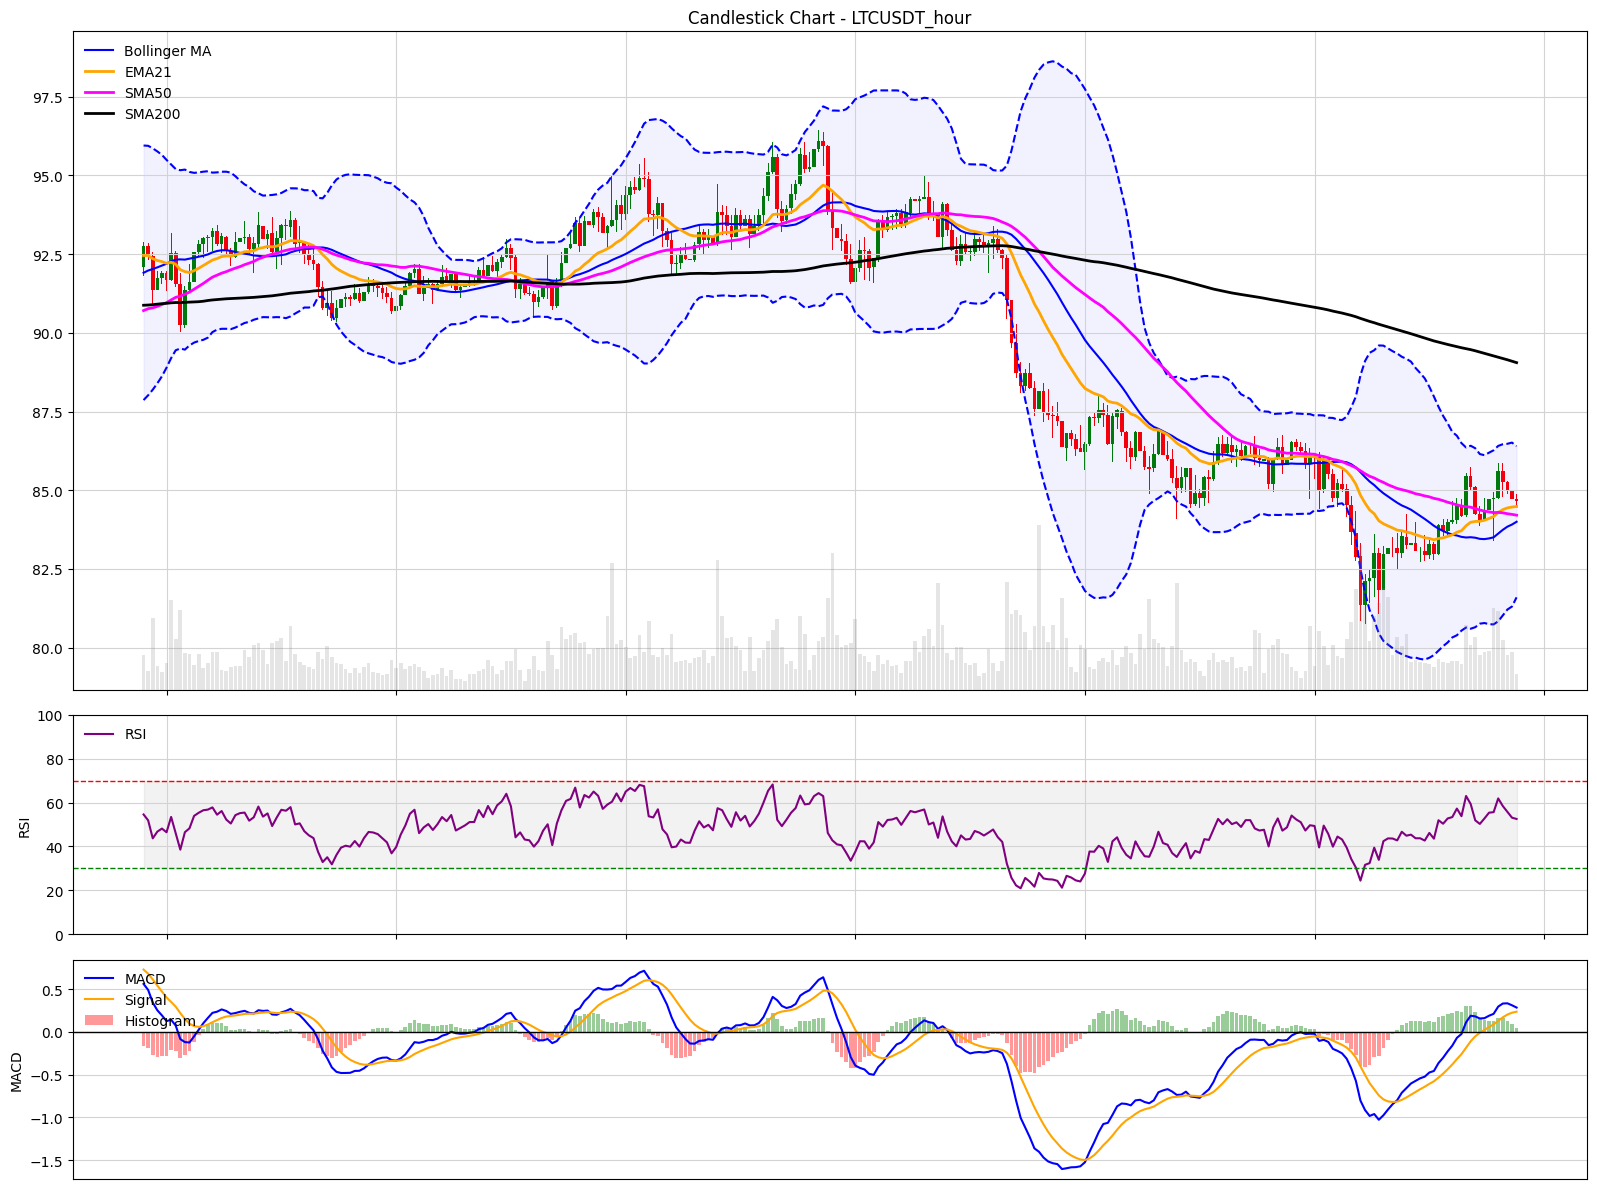 Candlestick Chart - LTCUSDT_hour
Bollinger MA
EMA21
SMA50
SMA200
97.5
95.0
92.5
90.0
87.5
85.0
82.5
80.0
RSI
100
80
60
40
20
0
RSI
MACD
Signal
Histogram
0.5
0.0
−0.5
−1.0
−1.5
MACD